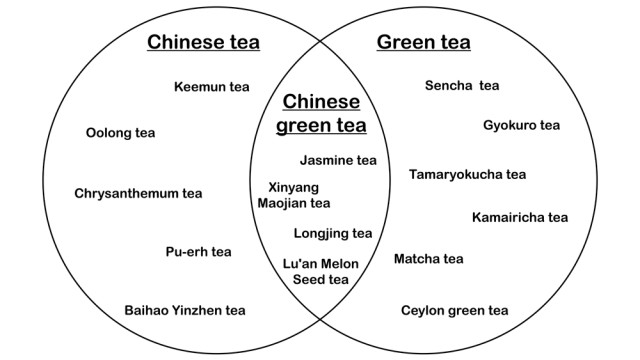 Chinese tea
Green tea
Chinese
green tea
Keemun tea
Oolong tea
Chrysanthemum tea
Pu-erh tea
Baihao Yinzhen tea
Jasmine tea
Xinyang
Maojian tea
Longjing tea
Lu'an Melon
Seed tea
Sencha tea
Gyokuro tea
Tamaryokucha tea
Kamairicha tea
Matcha tea
Ceylon green tea